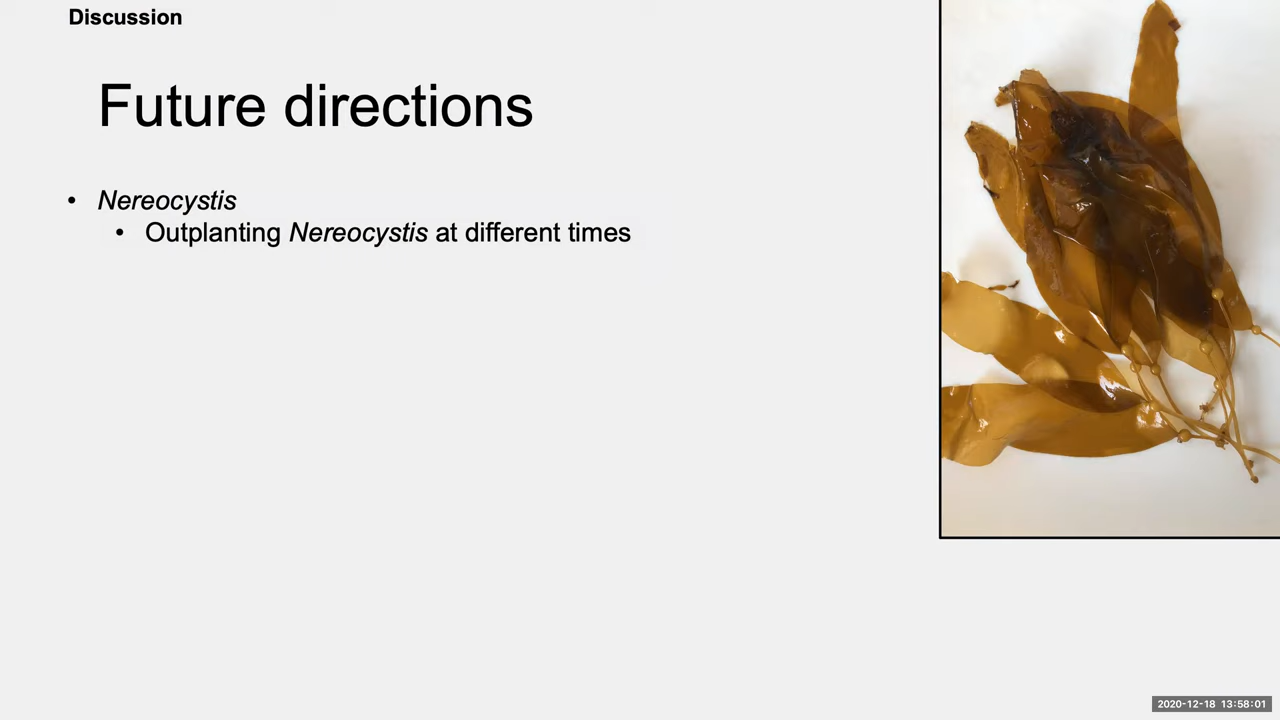 Discussion
Future directions
• Nereocystis
• Outplanting Nereocystis at different times
2020-12-18 13:58:01